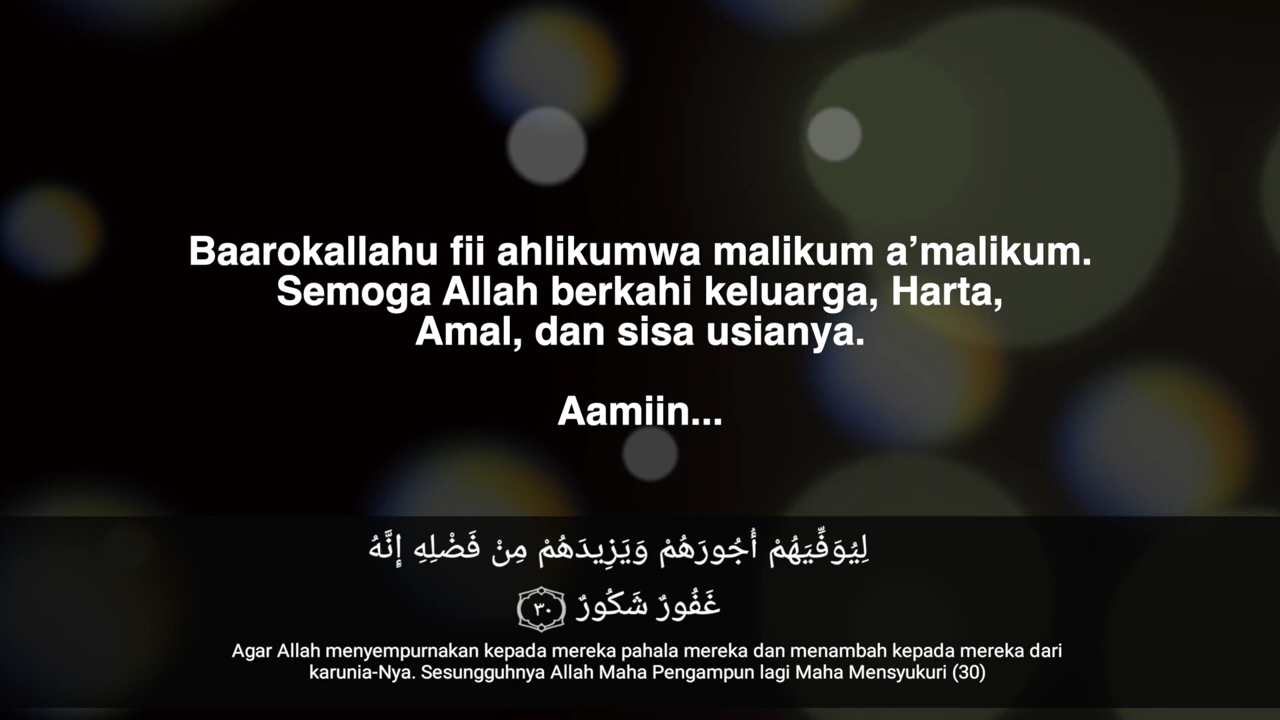 Baarokallahu fii ahlikumwa malikum a’malikum.
Semoga Allah berkahi keluarga, Harta,
Amal, dan sisa usianya.
Aamiin...
لِيُوَفِّيَهُمْ أُجُورَهُمْ وَيَزِيدَهُمْ مِنْ فَضْلِهِ إِنَّهُ
غَفُورٌ شَكُورٌ ٣٠
Agar Allah menyempurnakan kepada mereka pahala mereka dan menambah kepada mereka dari
karunia-Nya. Sesungguhnya Allah Maha Pengampun lagi Maha Mensyukuri (30)